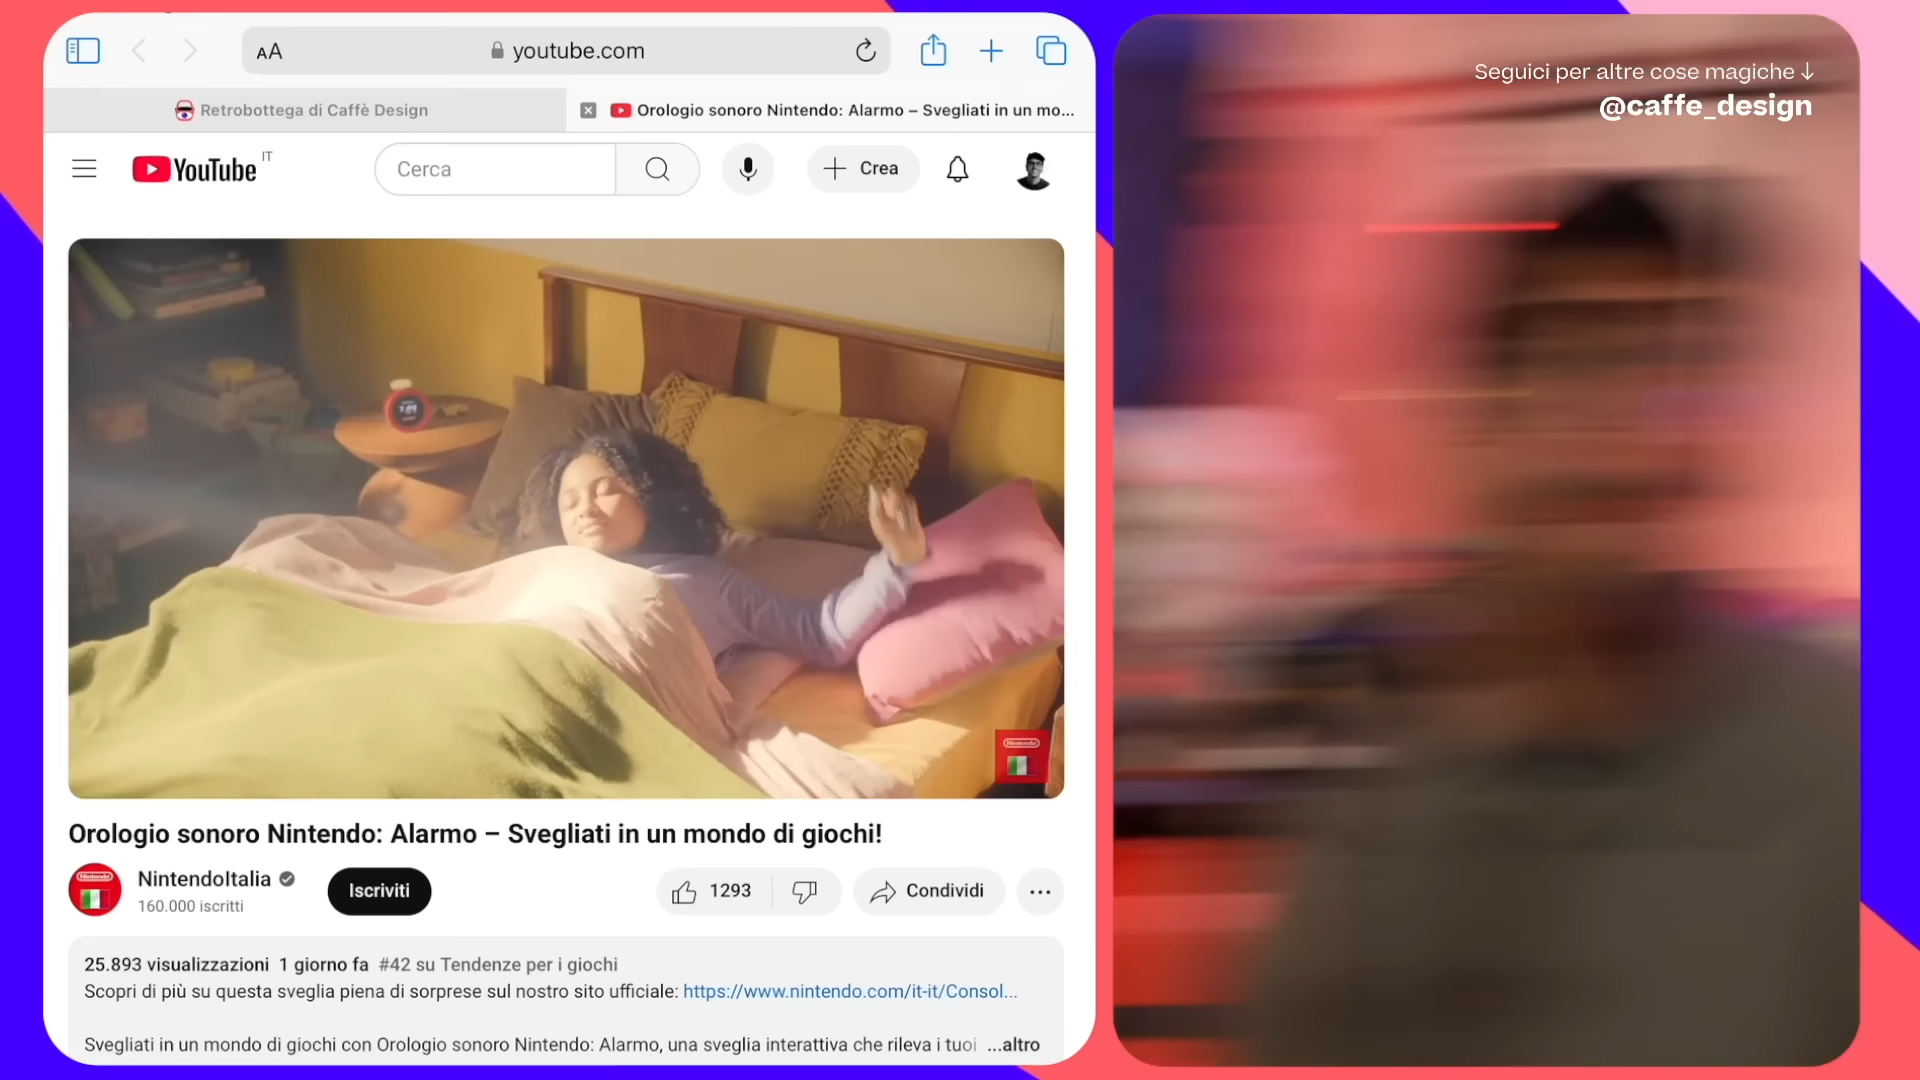 AA
youtube.com
Retrobottega di Caffè Design
Orologio sonoro Nintendo: Alarmo – Svegliati in un mo...
YouTube IT
Cerca
Crea
Nintendo
Orologio sonoro Nintendo: Alarmo – Svegliati in un mondo di giochi!
Nintendo
NintendoItalia
160.000 iscritti
Iscriviti
1293
Condividi
25.893 visualizzazioni 1 giorno fa #42 su Tendenze per i giochi
Scopri di più su questa sveglia piena di sorprese sul nostro sito ufficiale: https://www.nintendo.com/it-it/Consol...
Svegliati in un mondo di giochi con Orologio sonoro Nintendo: Alarmo, una sveglia interattiva che rileva i tuoi ...altro
Seguici per altre cose magiche ↓
@caffe_design